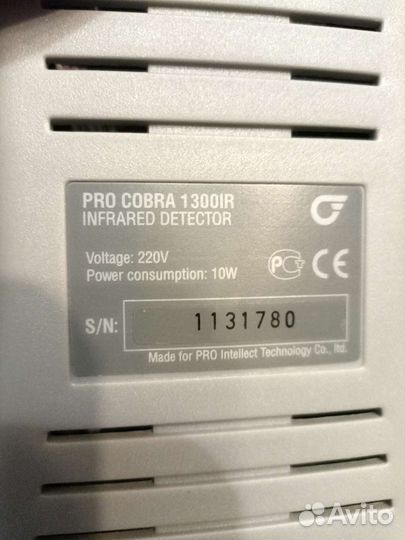 PRO COBRA 1300IR
INFRARED DETECTOR
Voltage: 220V
Power consumption: 10W
S/N: 1131780
Made for PRO Intellect Technology Co., ltd.
Avito